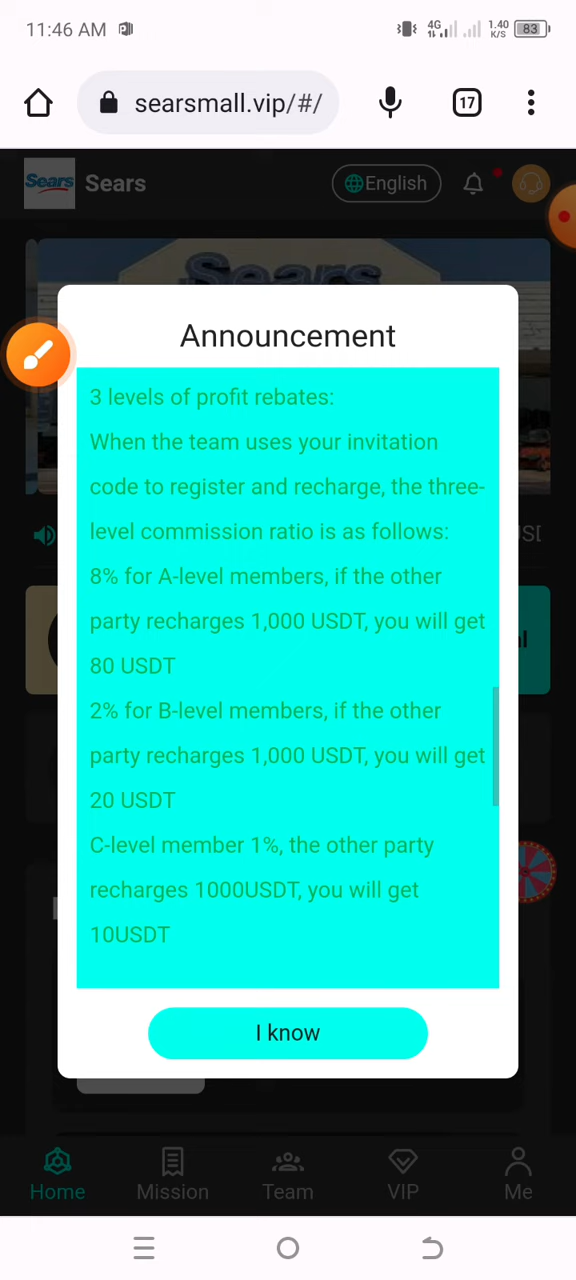 11:46 AM
4G
1.40
K/S
83
searsmall.vip/#/
17
Sears
Sears
English
Sears
Announcement
3 levels of profit rebates:
When the team uses your invitation
code to register and recharge, the three-
level commission ratio is as follows:
8% for A-level members, if the other
party recharges 1,000 USDT, you will get
80 USDT
2% for B-level members, if the other
party recharges 1,000 USDT, you will get
20 USDT
C-level member 1%, the other party
recharges 1000USDT, you will get
10USDT
I know
Home
Mission
Team
VIP
Me